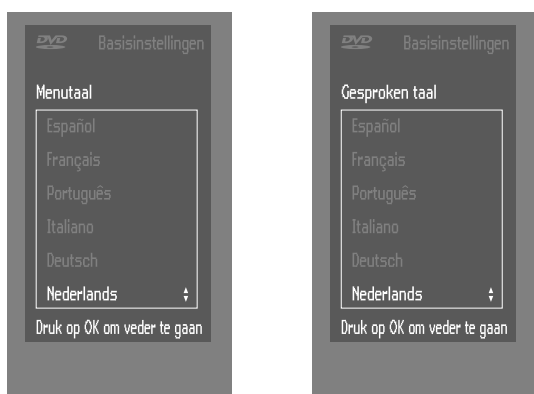 DVD Basisinstellingen
Menutaal
Español
Français
Português
Italiano
Deutsch
Nederlands
Druk op OK om veder te gaan
DVD Basisinstellingen
Gesproken taal
Español
Français
Português
Italiano
Deutsch
Nederlands
Druk op OK om veder te gaan